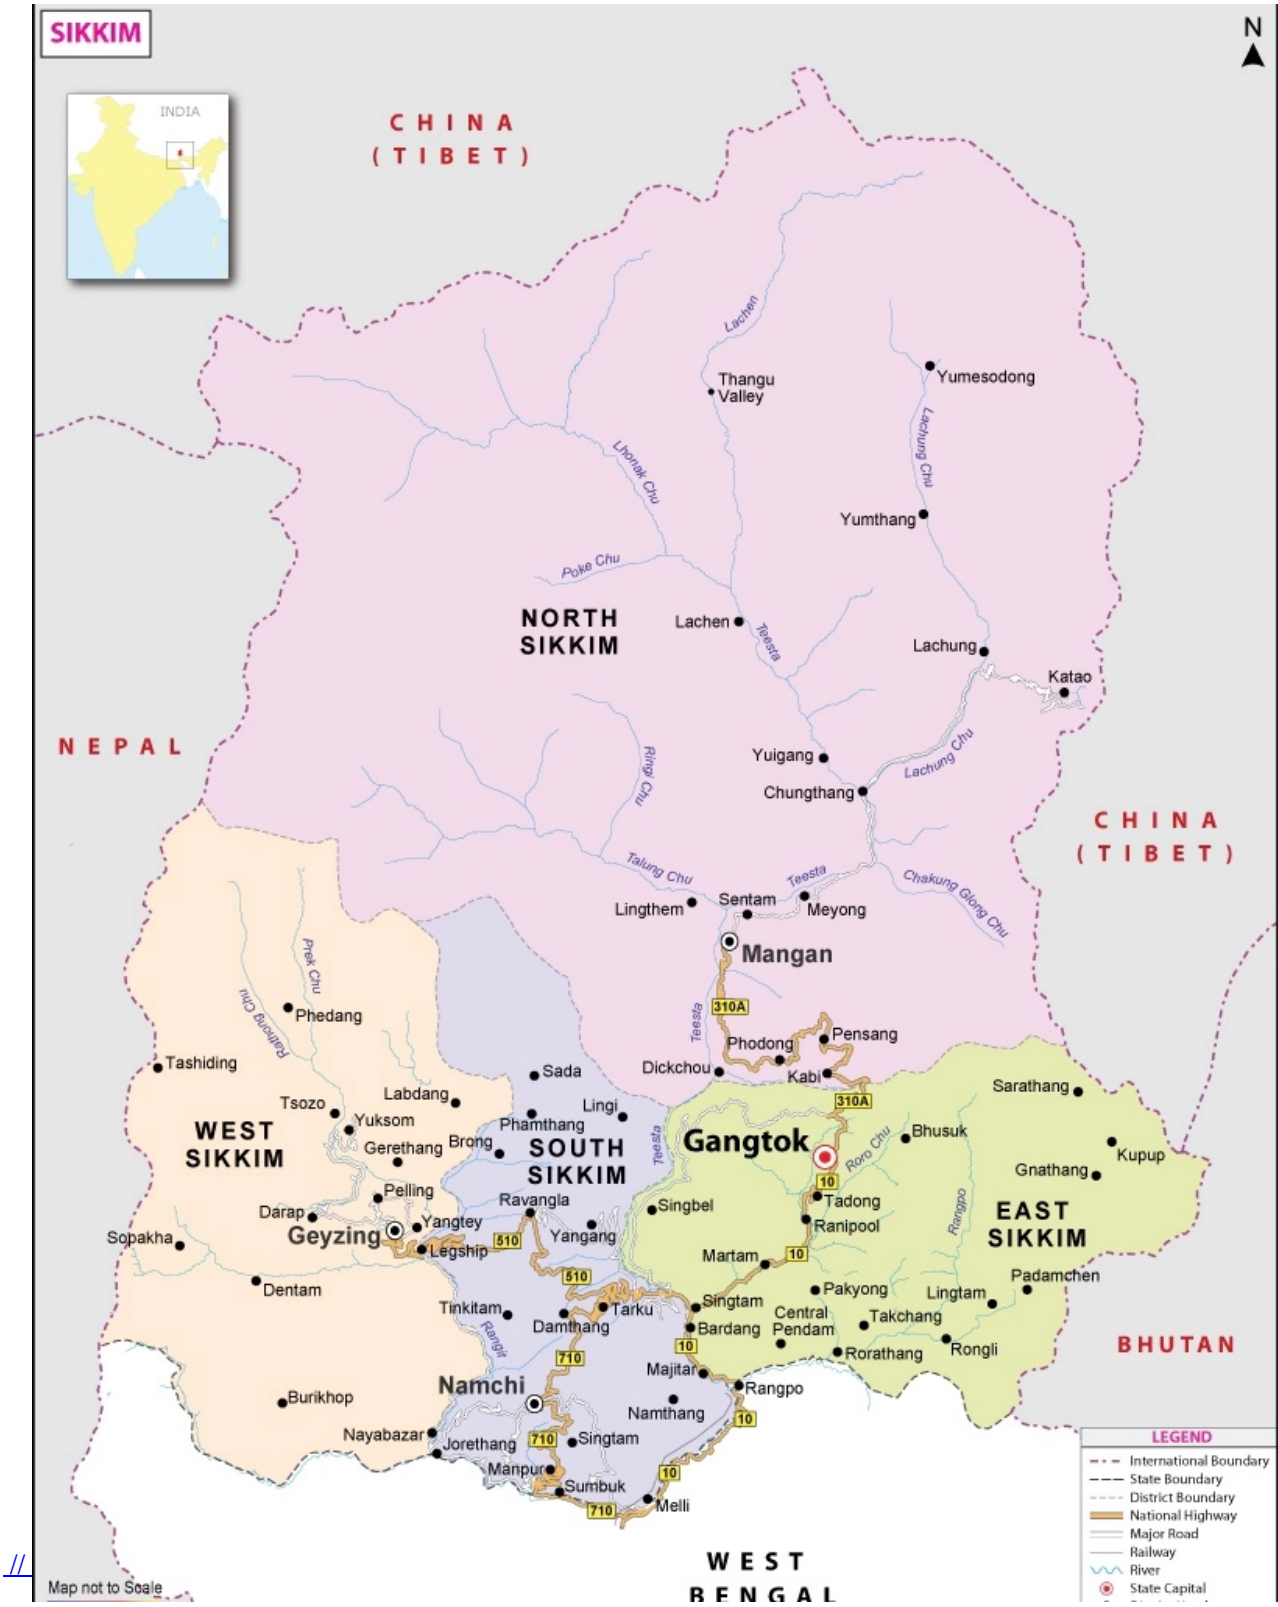 SIKKIM
N
INDIA
CHINA
(TIBET)
Lachen
Thangu
Valley
Yumesodong
Lachung Chu
Lhonak Chu
Yumthang
Poke Chu
NORTH
SIKKIM
Lachen
Teesta
Lachung
Katao
NEPAL
Ringi Chu
Yuigang
Lachung Chu
Chungthang
CHINA
(TIBET)
Talung Chu
Teesta
Chakung Glong Chu
Lingthem
Sentam
Meyong
Mangan
Prek Chu
Rathong Chu
Phedang
310A
Teesta
Pensang
Phodong
Tashiding
Dickchou
Kabi
Sada
Labdang
Sarathang
310A
Tsozo
Yuksom
Lingi
Phamthang
WEST
SIKKIM
Gerethang
Brong
SOUTH
SIKKIM
Teesta
Gangtok
Roro Chu
Bhusuk
Kupup
Gnathang
10
Pelling
Ravangla
Singbel
Tadong
Rangpo
EAST
SIKKIM
Darap
Geyzing
Yangtey
Yangang
Ranipool
Sopakha
Legship
510
Martam
10
Dentam
510
Padamchen
Pakyong
Lingtam
Tinkitam
Tarku
Singtam
Central
Pendam
Takchang
Damthang
Bardang
Rangit
10
Rorathang
Rongli
BHUTAN
710
Majitar
Namchi
Rangpo
Burikhop
Namthang
10
Nayabazar
Jorethang
710
Singtam
Manpur
10
Sumbuk
Melli
710
LEGEND
International Boundary
State Boundary
District Boundary
National Highway
Major Road
Railway
River
State Capital
WEST
BENGAL
//
Map not to Scale